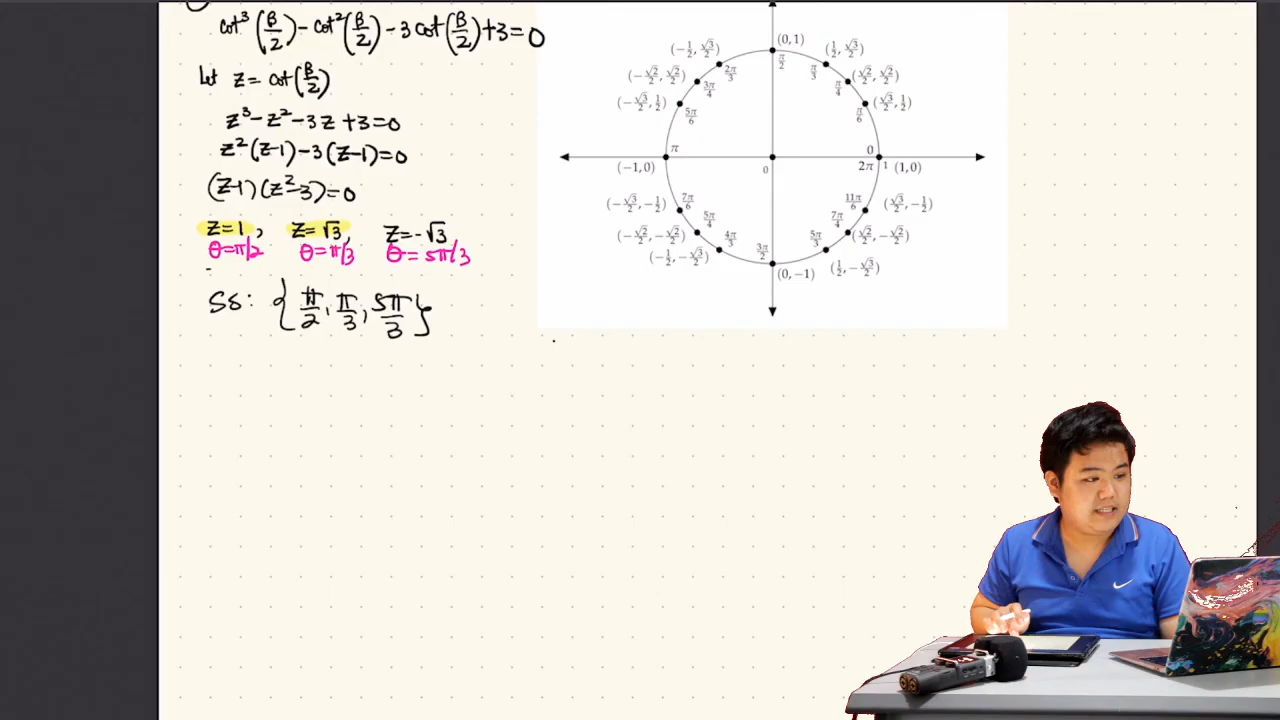 cot³(β/2) - cot²(β/2) - 3cot(β/2) + 3 = 0
Let z = cot(β/2)
z³ - z² - 3z + 3 = 0
z²(z-1) - 3(z-1) = 0
(z-1)(z²-3) = 0
z=1, z=√3, z=-√3
θ=π/2 θ=π/3 θ=5π/3
SS: {π/2, π/3, 5π/3}
(0, 1)
(-1/2, √3/2) π/2 (1/2, √3/2)
2π/3 π/3
(-√2/2, √2/2) 3π/4 π/4 (√2/2, √2/2)
(-√3/2, 1/2) 5π/6 π/6 (√3/2, 1/2)
π 0
(-1, 0) 0 2π 1 (1, 0)
(-√3/2, -1/2) 7π/6 11π/6 (√3/2, -1/2)
(-√2/2, -√2/2) 5π/4 7π/4 (√2/2, -√2/2)
4π/3 3π/2 5π/3
(-1/2, -√3/2) (1/2, -√3/2)
(0, -1)